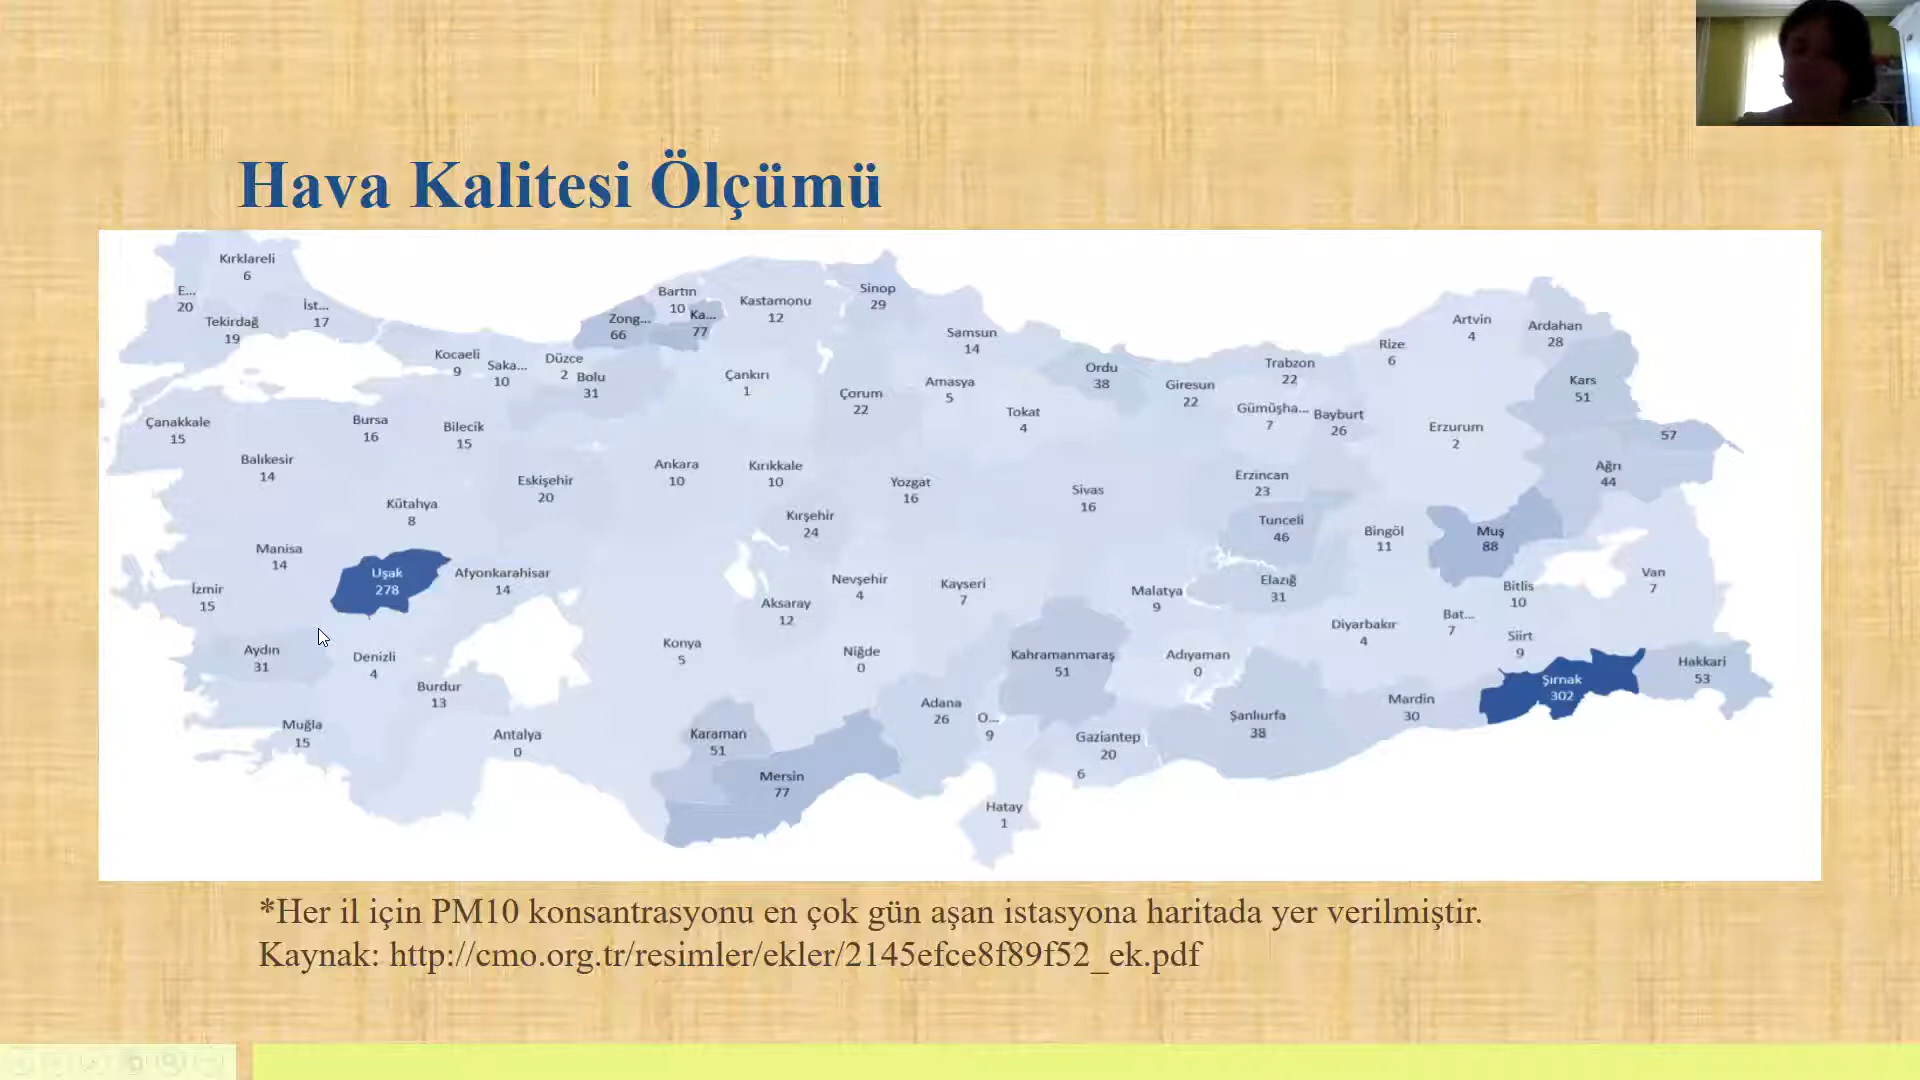 Hava Kalitesi Ölçümü
Kırklareli
6
E...
20
İst...
17
Tekirdağ
19
Kocaeli
9
Saka...
10
Düzce
2
Bolu
31
Zong...
66
Bartın
10
Ka...
77
Kastamonu
12
Sinop
29
Samsun
14
Çankırı
1
Çorum
22
Amasya
5
Tokat
4
Ordu
38
Giresun
22
Trabzon
22
Gümüşha...
7
Bayburt
26
Rize
6
Artvin
4
Ardahan
28
Kars
51
57
Ağrı
44
Erzurum
2
Çanakkale
15
Balıkesir
14
Bursa
16
Bilecik
15
Eskişehir
20
Kütahya
8
Ankara
10
Kırıkkale
10
Kırşehir
24
Yozgat
16
Sivas
16
Erzincan
23
Tunceli
46
Bingöl
11
Muş
88
Manisa
14
İzmir
15
Uşak
278
Afyonkarahisar
14
Aksaray
12
Nevşehir
4
Kayseri
7
Malatya
9
Elazığ
31
Diyarbakır
4
Bat...
7
Bitlis
10
Siirt
9
Van
7
Aydın
31
Denizli
4
Burdur
13
Muğla
15
Antalya
0
Konya
5
Niğde
0
Karaman
51
Mersin
77
Adana
26
O...
9
Kahramanmaraş
51
Adıyaman
0
Gaziantep
20
6
Hatay
1
Şanlıurfa
38
Mardin
30
Şırnak
302
Hakkari
53
*Her il için PM10 konsantrasyonu en çok gün aşan istasyona haritada yer verilmiştir.
Kaynak: http://cmo.org.tr/resimler/ekler/2145efce8f89f52_ek.pdf